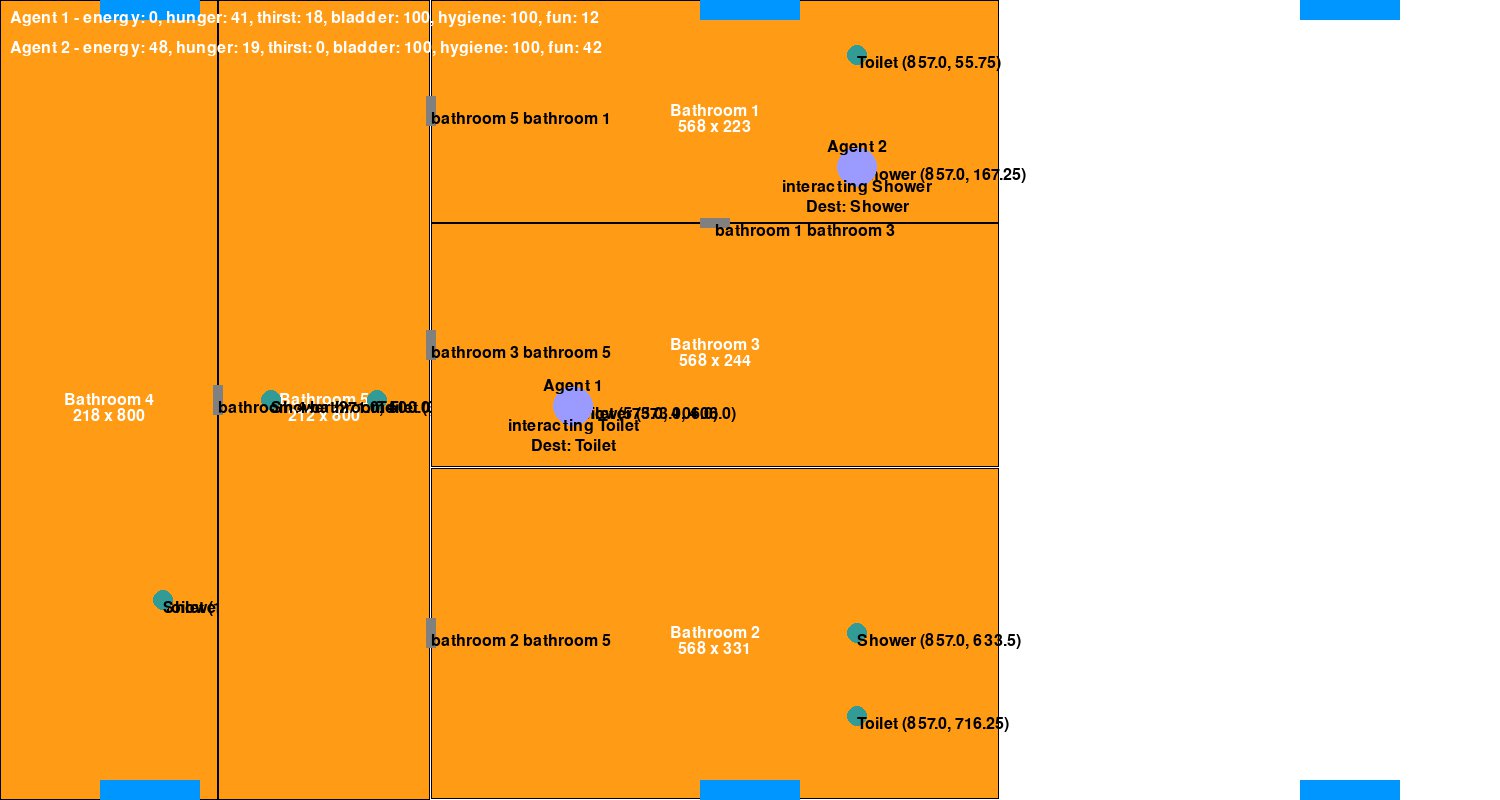 Agent 1 - energy: 0, hunger: 41, thirst: 18, bladder: 100, hygiene: 100, fun: 12
Agent 2 - energy: 48, hunger: 19, thirst: 0, bladder: 100, hygiene: 100, fun: 42
Toilet (857.0, 55.75)
Bathroom 1
568 x 223
bathroom 5 bathroom 1
Agent 2
(857.0, 167.25)
interacting Shower
Dest: Shower
bathroom 1 bathroom 3
Bathroom 3
568 x 244
bathroom 3 bathroom 5
Agent 1
interacting Toilet
Dest: Toilet
Bathroom 4
218 x 800
Bathroom 5
212 x 800
Bathroom 2
568 x 331
bathroom 2 bathroom 5
Shower (857.0, 633.5)
Toilet (857.0, 716.25)